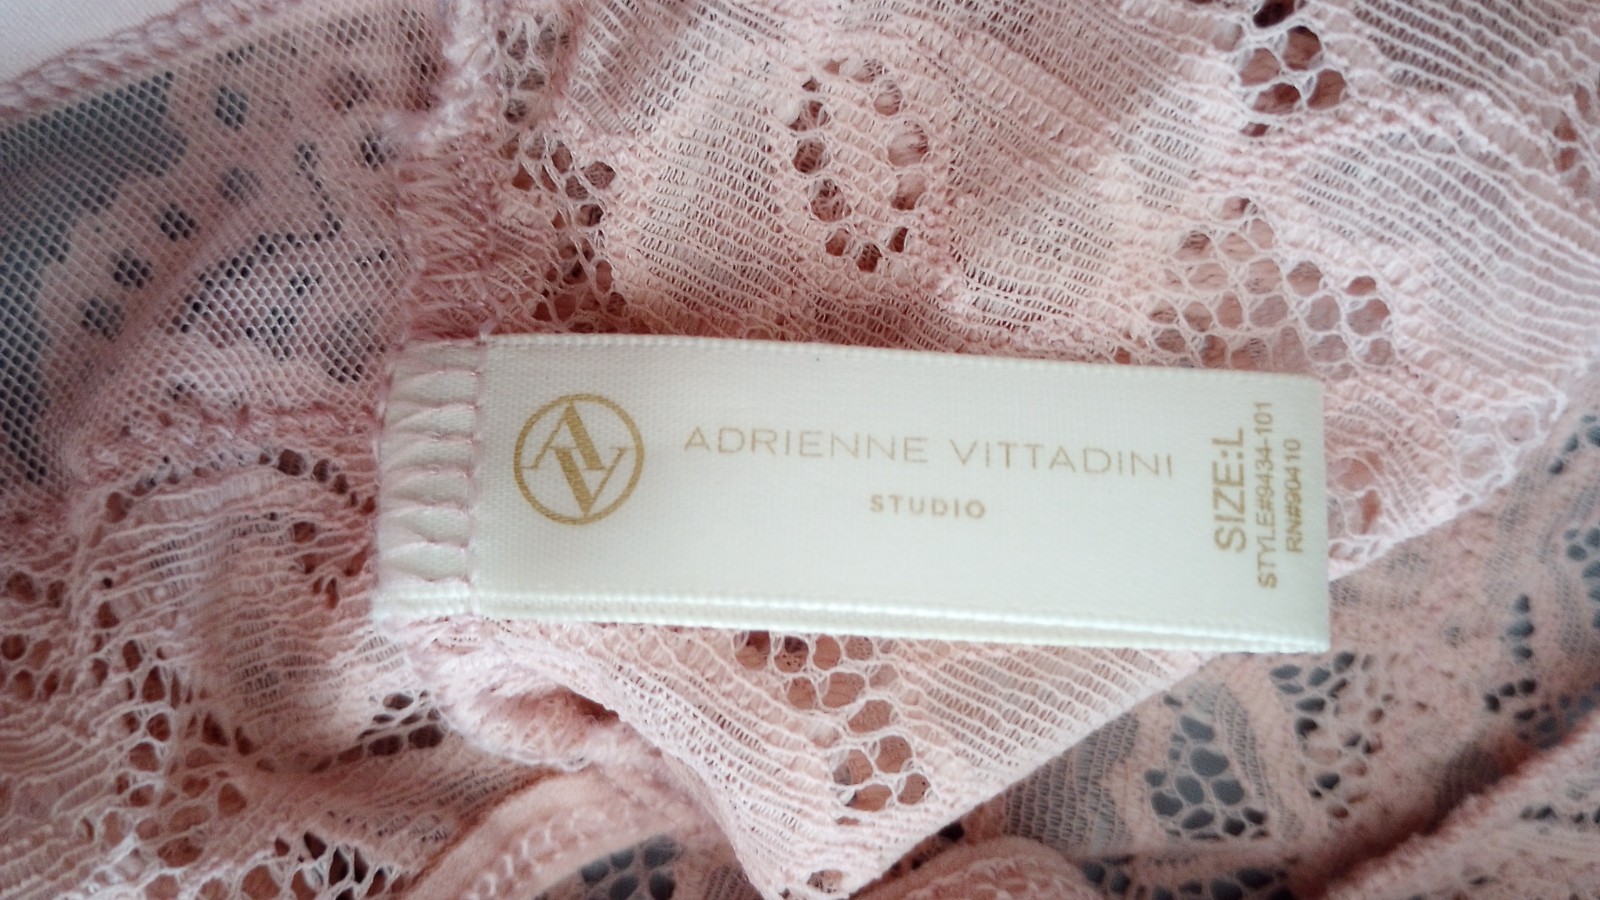 AV
ADRIENNE VITTADINI
STUDIO
SIZE:L
STYLE#9434-101
RN#90410